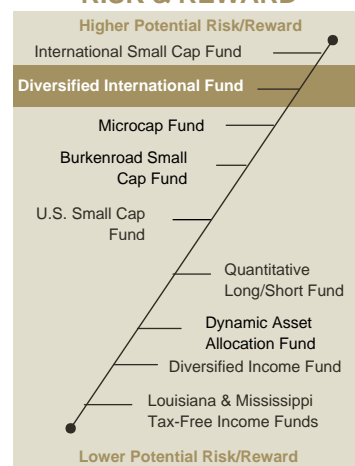 RISK & REWARD
Higher Potential Risk/Reward
International Small Cap Fund
Diversified International Fund
Microcap Fund
Burkenroad Small
Cap Fund
U.S. Small Cap
Fund
Quantitative
Long/Short Fund
Dynamic Asset
Allocation Fund
Diversified Income Fund
Louisiana & Mississippi
Tax-Free Income Funds
Lower Potential Risk/Reward